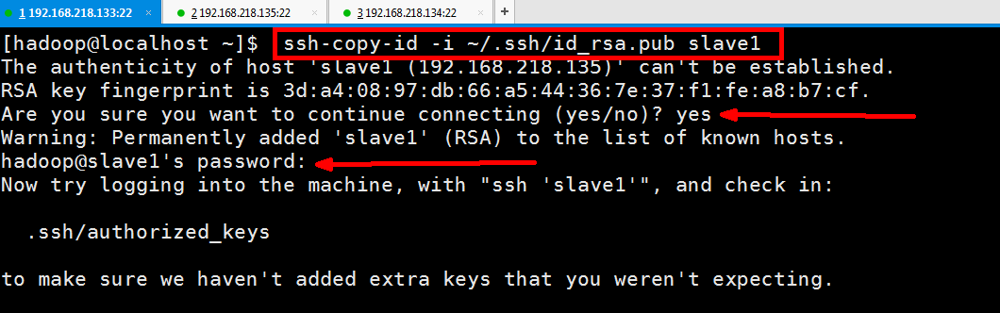 1 192.168.218.133:22 × 2 192.168.218.135:22 × 3 192.168.218.134:22 × +
[hadoop@localhost ~]$ ssh-copy-id -i ~/.ssh/id_rsa.pub slave1
The authenticity of host 'slave1 (192.168.218.135)' can't be established.
RSA key fingerprint is 3d:a4:08:97:db:66:a5:44:36:7e:37:f1:fe:a8:b7:cf.
Are you sure you want to continue connecting (yes/no)? yes
Warning: Permanently added 'slave1' (RSA) to the list of known hosts.
hadoop@slave1's password:
Now try logging into the machine, with "ssh 'slave1'", and check in:
.ssh/authorized_keys
to make sure we haven't added extra keys that you weren't expecting.